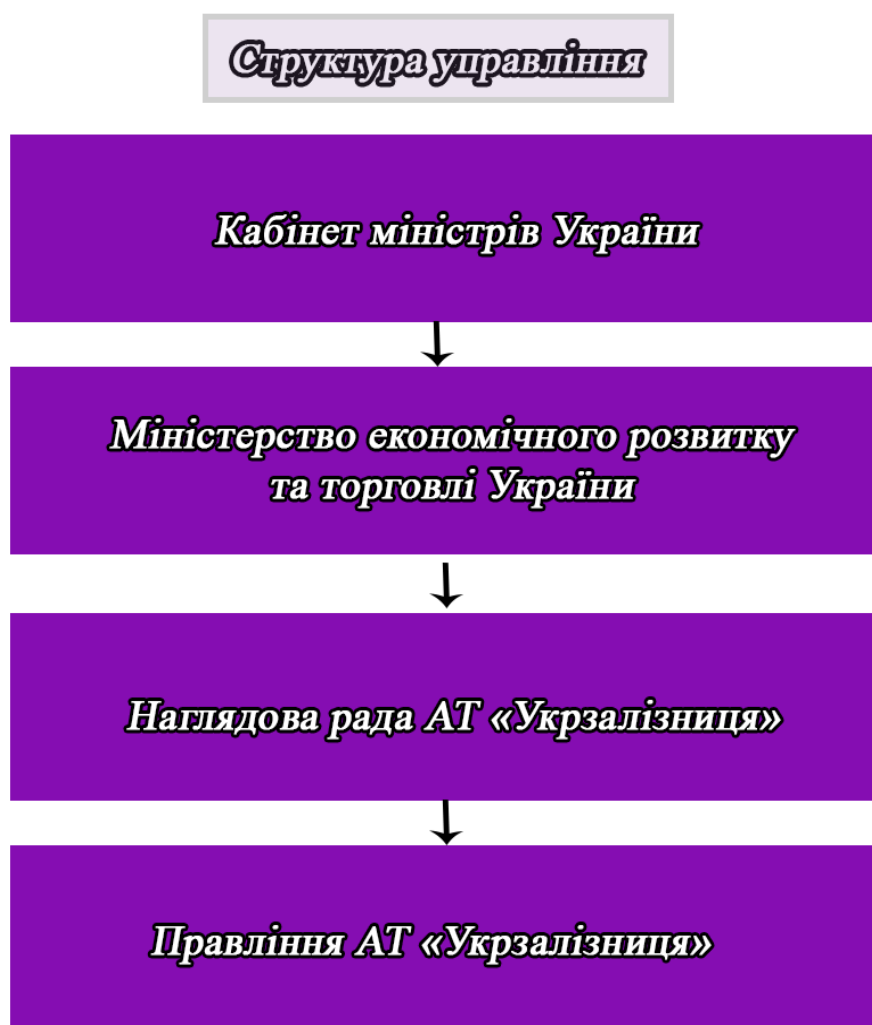 Структура управління
Кабінет міністрів України
Міністерство економічного розвитку
та торговлі України
Наглядова рада АТ «Укрзалізниця»
Правління АТ «Укрзалізниця»